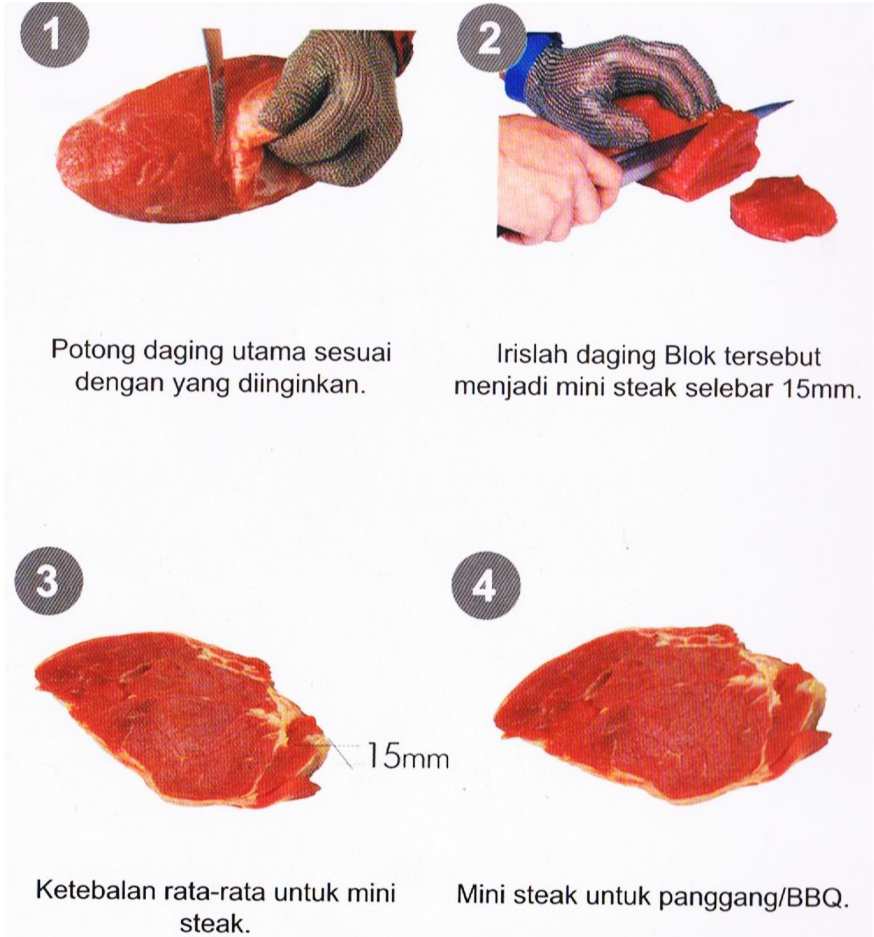 1
2
Potong daging utama sesuai
dengan yang diinginkan.
Irislah daging Blok tersebut
menjadi mini steak selebar 15mm.
3
4
15mm
Ketebalan rata-rata untuk mini
steak.
Mini steak untuk panggang/BBQ.